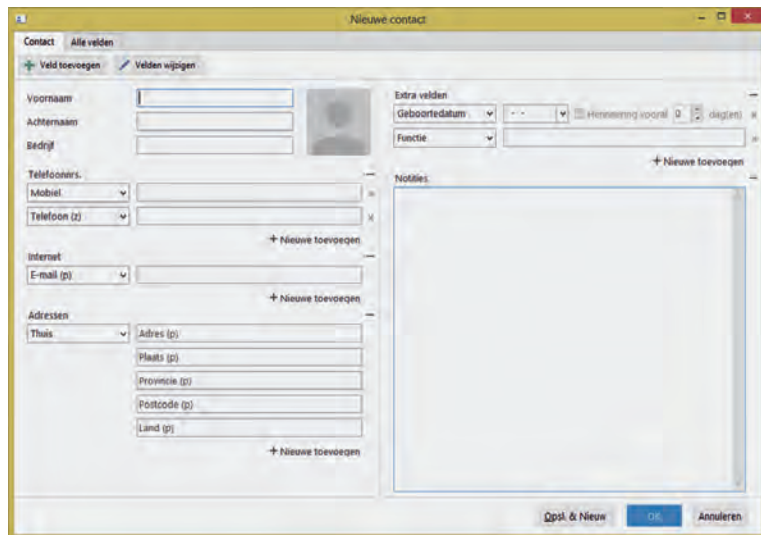 Nieuwe contact
Contact Alle velden
Veld toevoegen Velden wijzigen
Voornaam
Achternaam
Bedrijf
Telefoonnrs.
Mobiel
Telefoon (z)
+ Nieuwe toevoegen
Internet
E-mail (p)
+ Nieuwe toevoegen
Adressen
Thuis Adres (p)
Plaats (p)
Provincie (p)
Postcode (p)
Land (p)
+ Nieuwe toevoegen
Extra velden
Geboortedatum - - Herinnering vooraf 0 dag(en)
Functie
+ Nieuwe toevoegen
Notities
Opsl. & Nieuw OK Annuleren